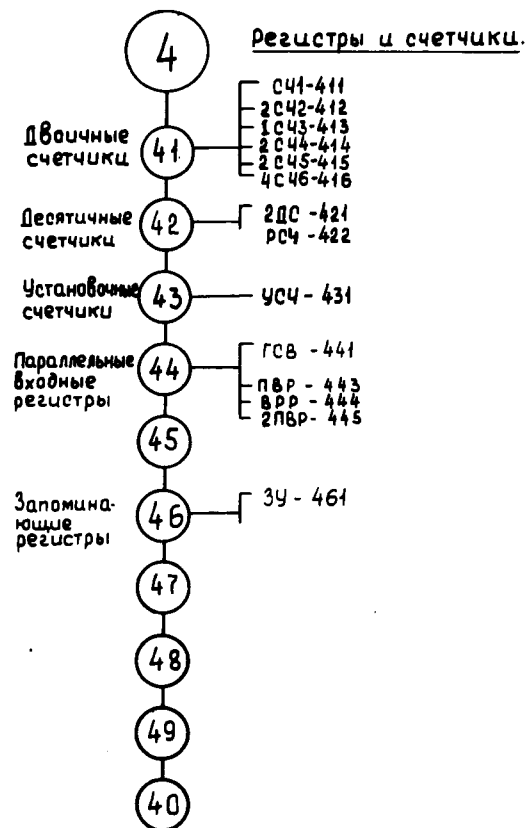 4
Регистры и счетчики.
Двоичные
счетчики
41
СЧ1-411
2СЧ2-412
1СЧ3-413
2СЧ4-414
2СЧ5-415
4СЧ6-416
Десятичные
счетчики
42
2ДС - 421
РСЧ - 422
Установочные
счетчики
43
УСЧ - 431
Параллельные
входные
регистры
44
ГСВ - 441
ПВР - 443
ВРР - 444
2ПВР- 445
45
Запомина-
ющие
регистры
46
ЗУ - 461
47
48
49
40